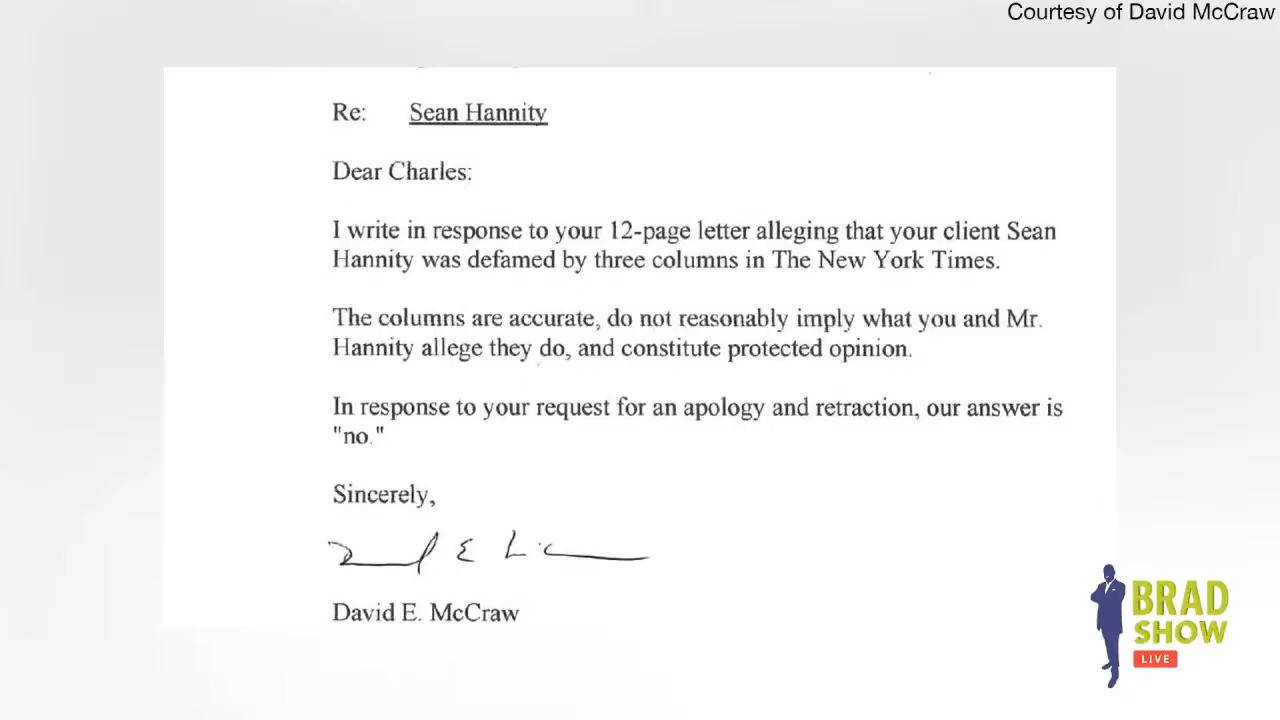 Courtesy of David McCraw
Re: Sean Hannity
Dear Charles:
I write in response to your 12-page letter alleging that your client Sean
Hannity was defamed by three columns in The New York Times.
The columns are accurate, do not reasonably imply what you and Mr.
Hannity allege they do, and constitute protected opinion.
In response to your request for an apology and retraction, our answer is
"no."
Sincerely,
David E. McCraw
BRAD
SHOW
LIVE